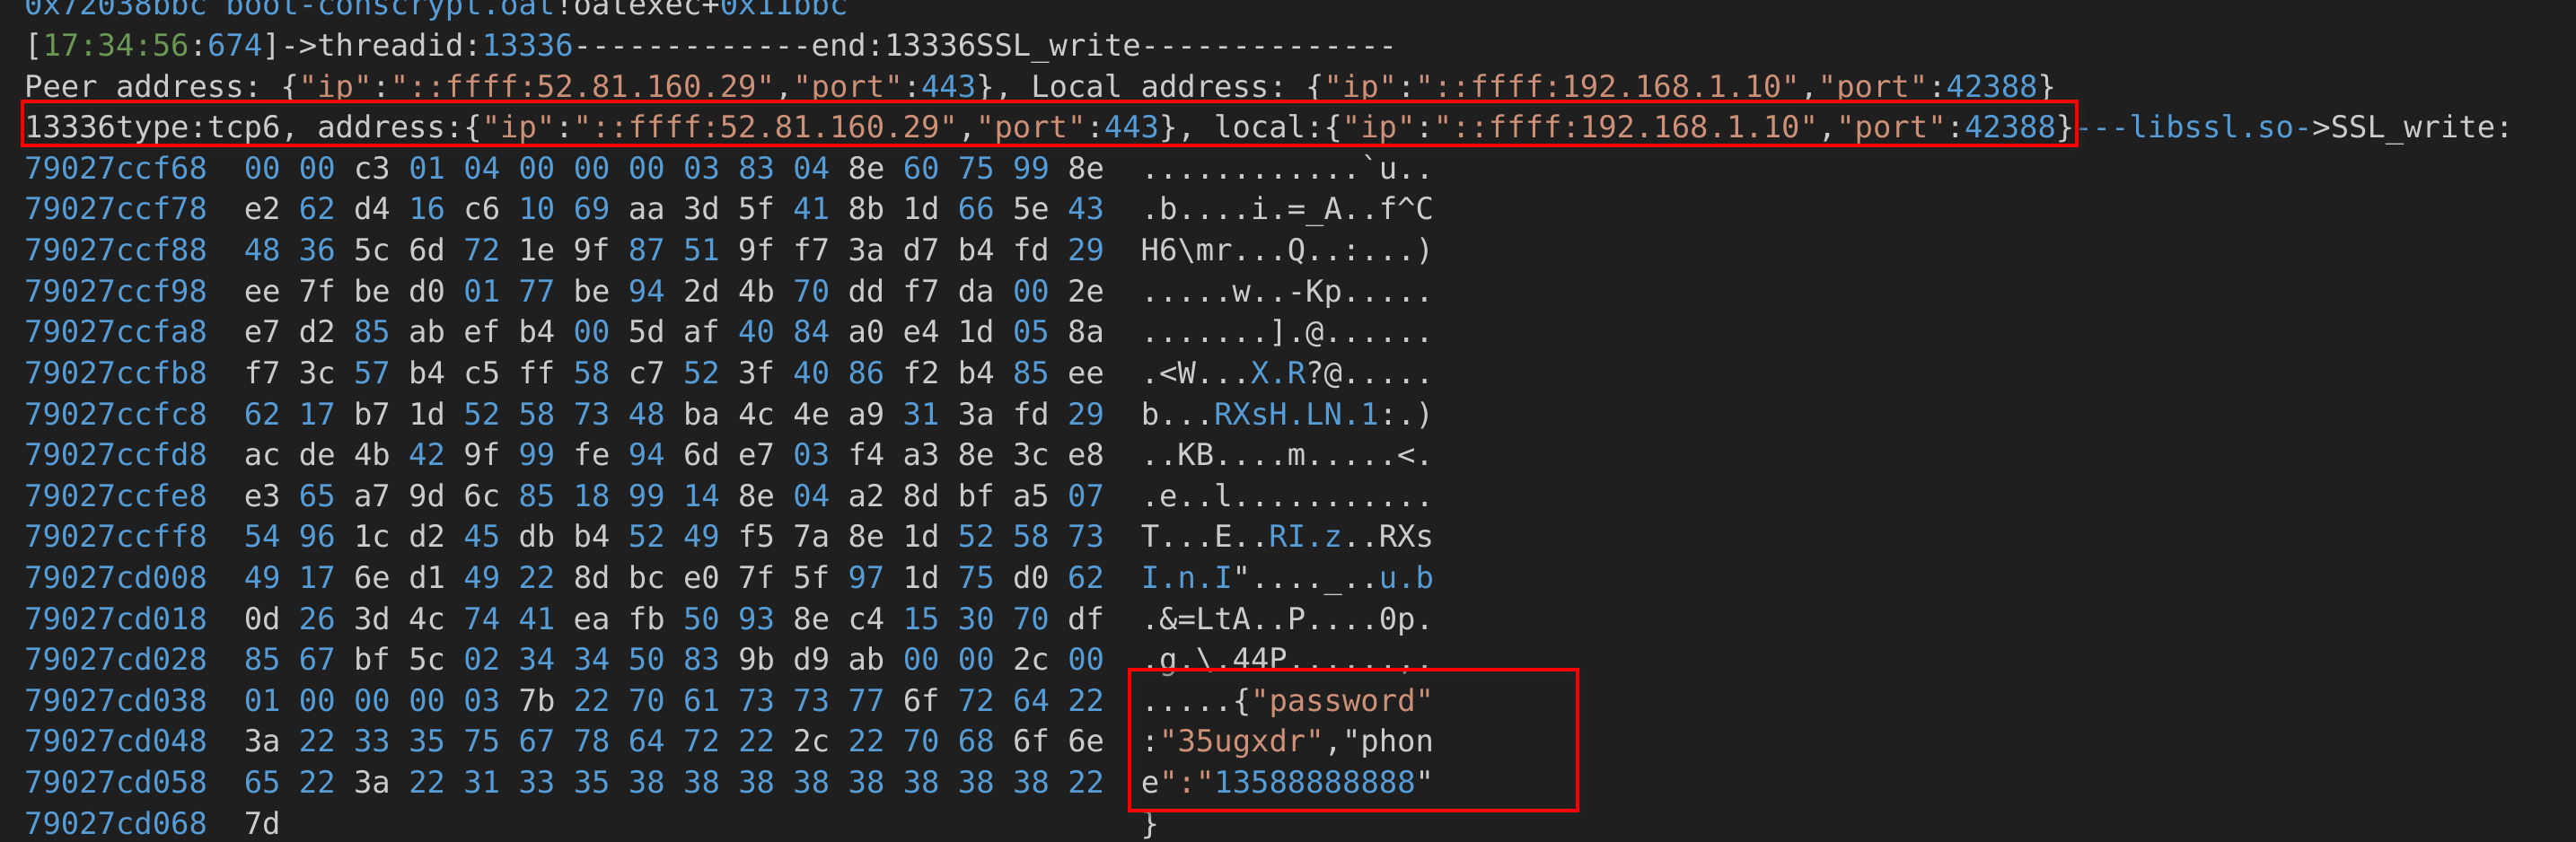 0x72038bbc boot-conscrypt.oat!oatexec+0x11bbc
[17:34:56:674]->threadid:13336-------------end:13336SSL_write--------------
Peer address: {"ip":"::ffff:52.81.160.29","port":443}, Local address: {"ip":"::ffff:192.168.1.10","port":42388}
13336type:tcp6, address:{"ip":"::ffff:52.81.160.29","port":443}, local:{"ip":"::ffff:192.168.1.10","port":42388}---libssl.so->SSL_write:
79027ccf68  00 00 c3 01 04 00 00 00 03 83 04 8e 60 75 99 8e  ............`u..
79027ccf78  e2 62 d4 16 c6 10 69 aa 3d 5f 41 8b 1d 66 5e 43  .b....i.=_A..f^C
79027ccf88  48 36 5c 6d 72 1e 9f 87 51 9f f7 3a d7 b4 fd 29  H6\mr...Q..:...)
79027ccf98  ee 7f be d0 01 77 be 94 2d 4b 70 dd f7 da 00 2e  .....w..-Kp.....
79027ccfa8  e7 d2 85 ab ef b4 00 5d af 40 84 a0 e4 1d 05 8a  .......].@......
79027ccfb8  f7 3c 57 b4 c5 ff 58 c7 52 3f 40 86 f2 b4 85 ee  .<W...X.R?@.....
79027ccfc8  62 17 b7 1d 52 58 73 48 ba 4c 4e a9 31 3a fd 29  b...RXsH.LN.1:.)
79027ccfd8  ac de 4b 42 9f 99 fe 94 6d e7 03 f4 a3 8e 3c e8  ..KB....m.....<.
79027ccfe8  e3 65 a7 9d 6c 85 18 99 14 8e 04 a2 8d bf a5 07  .e..l...........
79027ccff8  54 96 1c d2 45 db b4 52 49 f5 7a 8e 1d 52 58 73  T...E..RI.z..RXs
79027cd008  49 17 6e d1 49 22 8d bc e0 7f 5f 97 1d 75 d0 62  I.n.I"...._..u.b
79027cd018  0d 26 3d 4c 74 41 ea fb 50 93 8e c4 15 30 70 df  .&=LtA..P....0p.
79027cd028  85 67 bf 5c 02 34 34 50 83 9b d9 ab 00 00 2c 00  .g.\.44P......,.
79027cd038  01 00 00 00 03 7b 22 70 61 73 73 77 6f 72 64 22  .....{"password"
79027cd048  3a 22 33 35 75 67 78 64 72 22 2c 22 70 68 6f 6e  :"35ugxdr","phon
79027cd058  65 22 3a 22 31 33 35 38 38 38 38 38 38 38 38 22  e":"13588888888"
79027cd068  7d  }